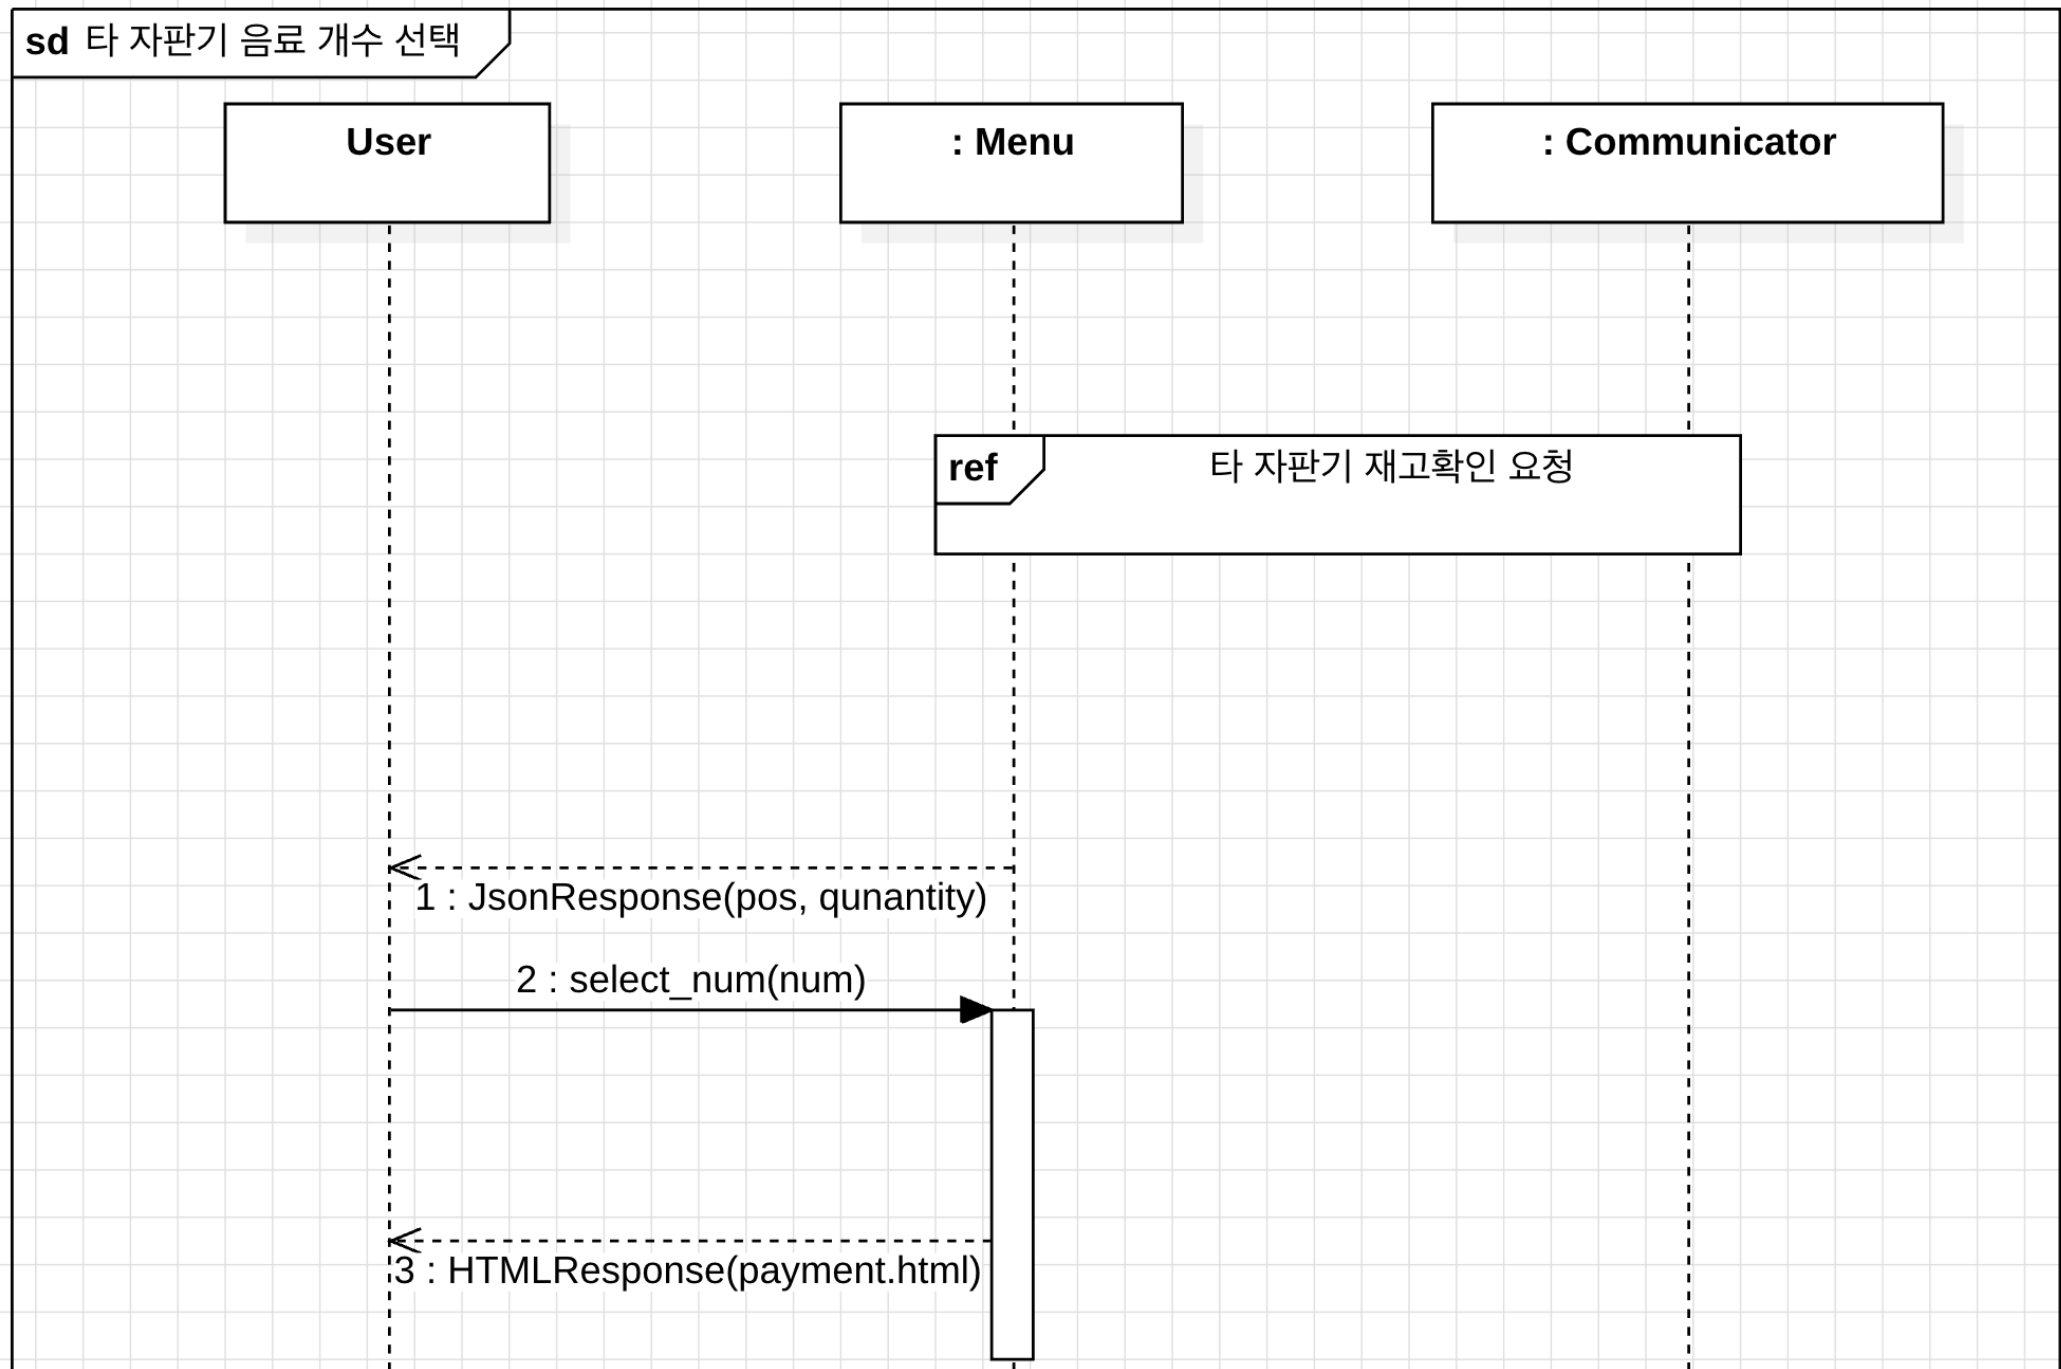 sd 타 자판기 음료 개수 선택
User
: Menu
: Communicator
ref
타 자판기 재고확인 요청
1 : JsonResponse(pos, qunantity)
2 : select_num(num)
3 : HTMLResponse(payment.html)